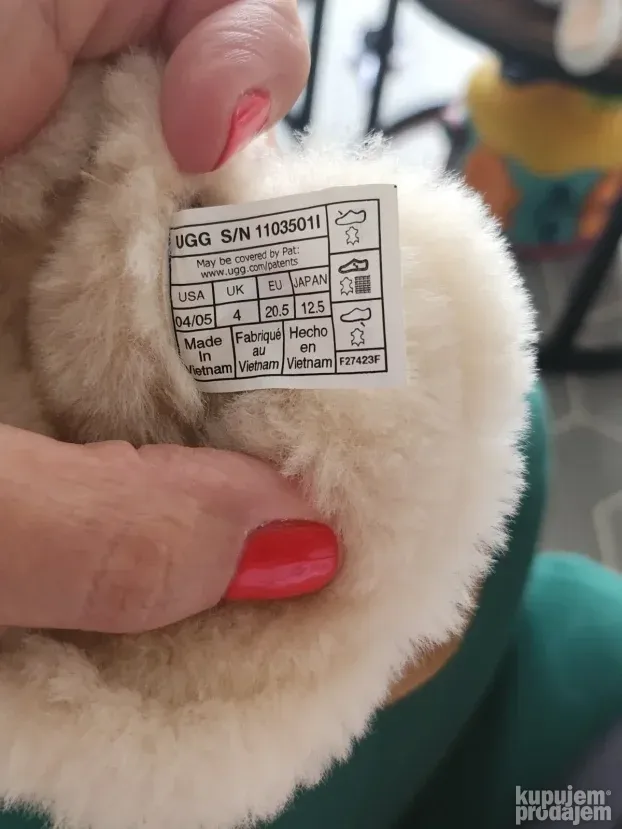 UGG S/N 1103501I
May be covered by Pat:
www.ugg.com/patents
USA UK EU JAPAN
04/05 4 20.5 12.5
Made in Vietnam
Fabriqué au Vietnam
Hecho en Vietnam
F27423F
kupujem
prodajem